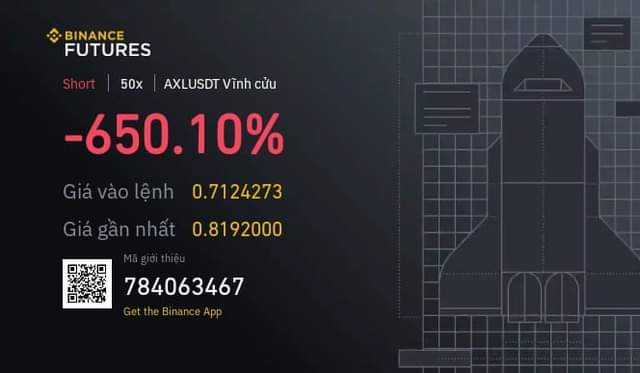 BINANCE
FUTURES
Short | 50x | AXLUSDT Vĩnh cửu
-650.10%
Giá vào lệnh 0.7124273
Giá gần nhất 0.8192000
Mã giới thiệu
784063467
Get the Binance App